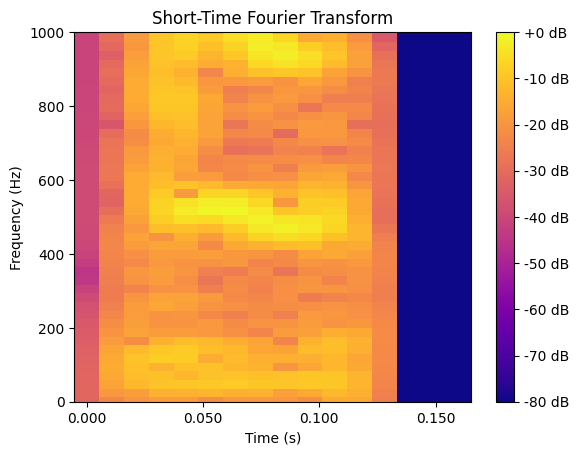 Short-Time Fourier Transform
Frequency (Hz)
1000
800
600
400
200
0
0.000
0.050
0.100
0.150
Time (s)
+0 dB
-10 dB
-20 dB
-30 dB
-40 dB
-50 dB
-60 dB
-70 dB
-80 dB